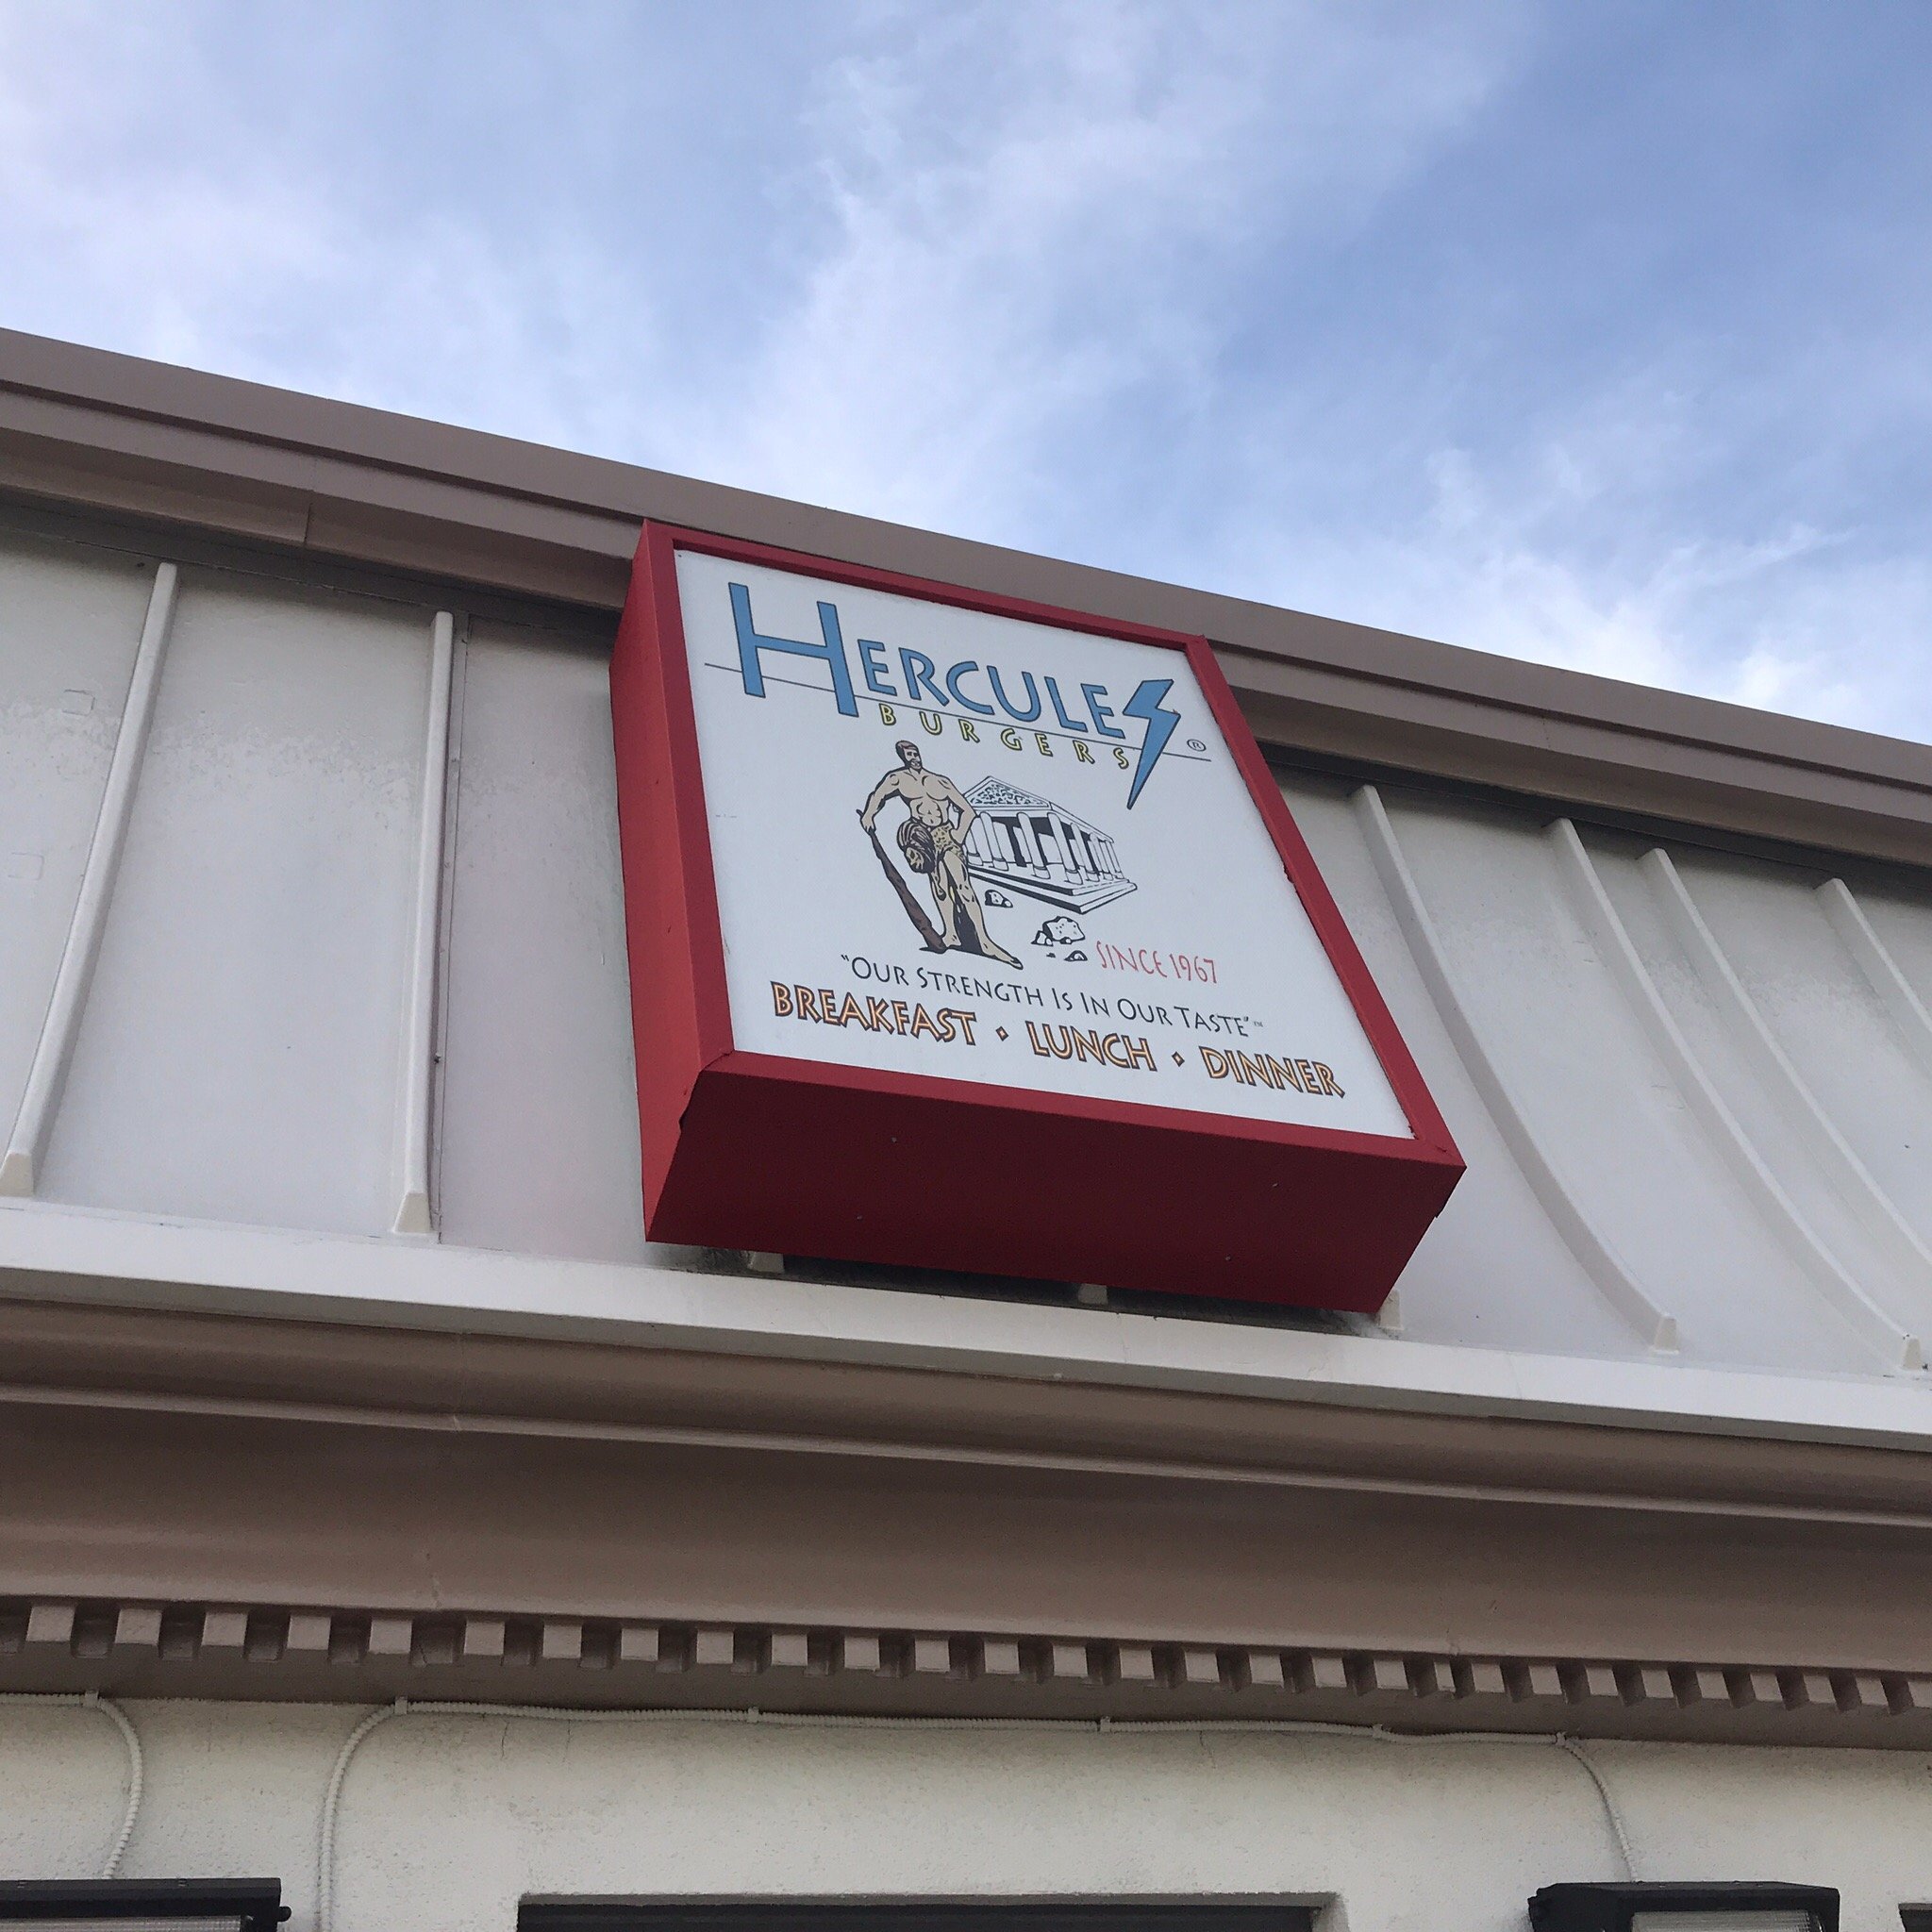 HERCULES ®
BURGERS
SINCE 1967
"OUR STRENGTH IS IN OUR TASTE"™
BREAKFAST • LUNCH • DINNER